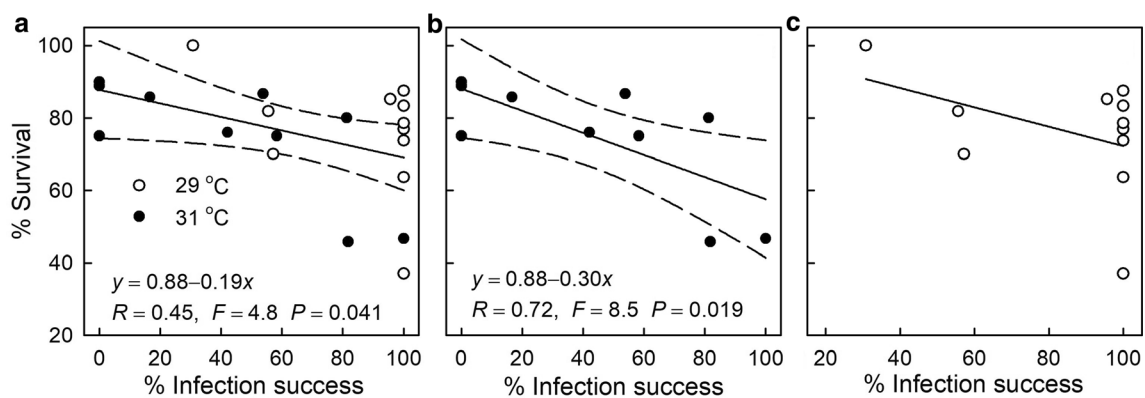 a
b
c
% Survival
100
80
60
40
20
29 °C
31 °C
y = 0.88–0.19x
R = 0.45, F = 4.8 P = 0.041
y = 0.88–0.30x
R = 0.72, F = 8.5 P = 0.019
0 20 40 60 80 100
0 20 40 60 80 100
20 40 60 80 100
% Infection success
% Infection success
% Infection success